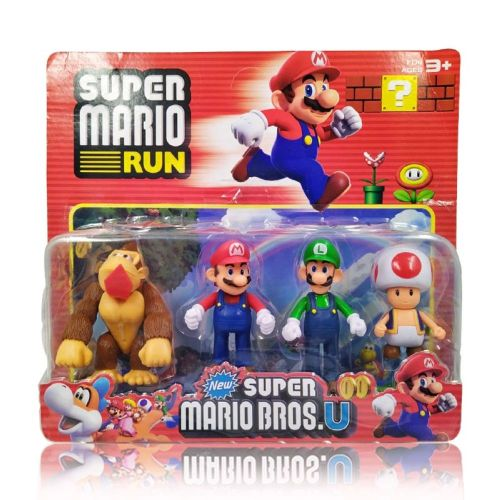 SUPER
MARIO
RUN
FOR
AGES 3+
?
M
M
L
New SUPER
MARIO BROS.U